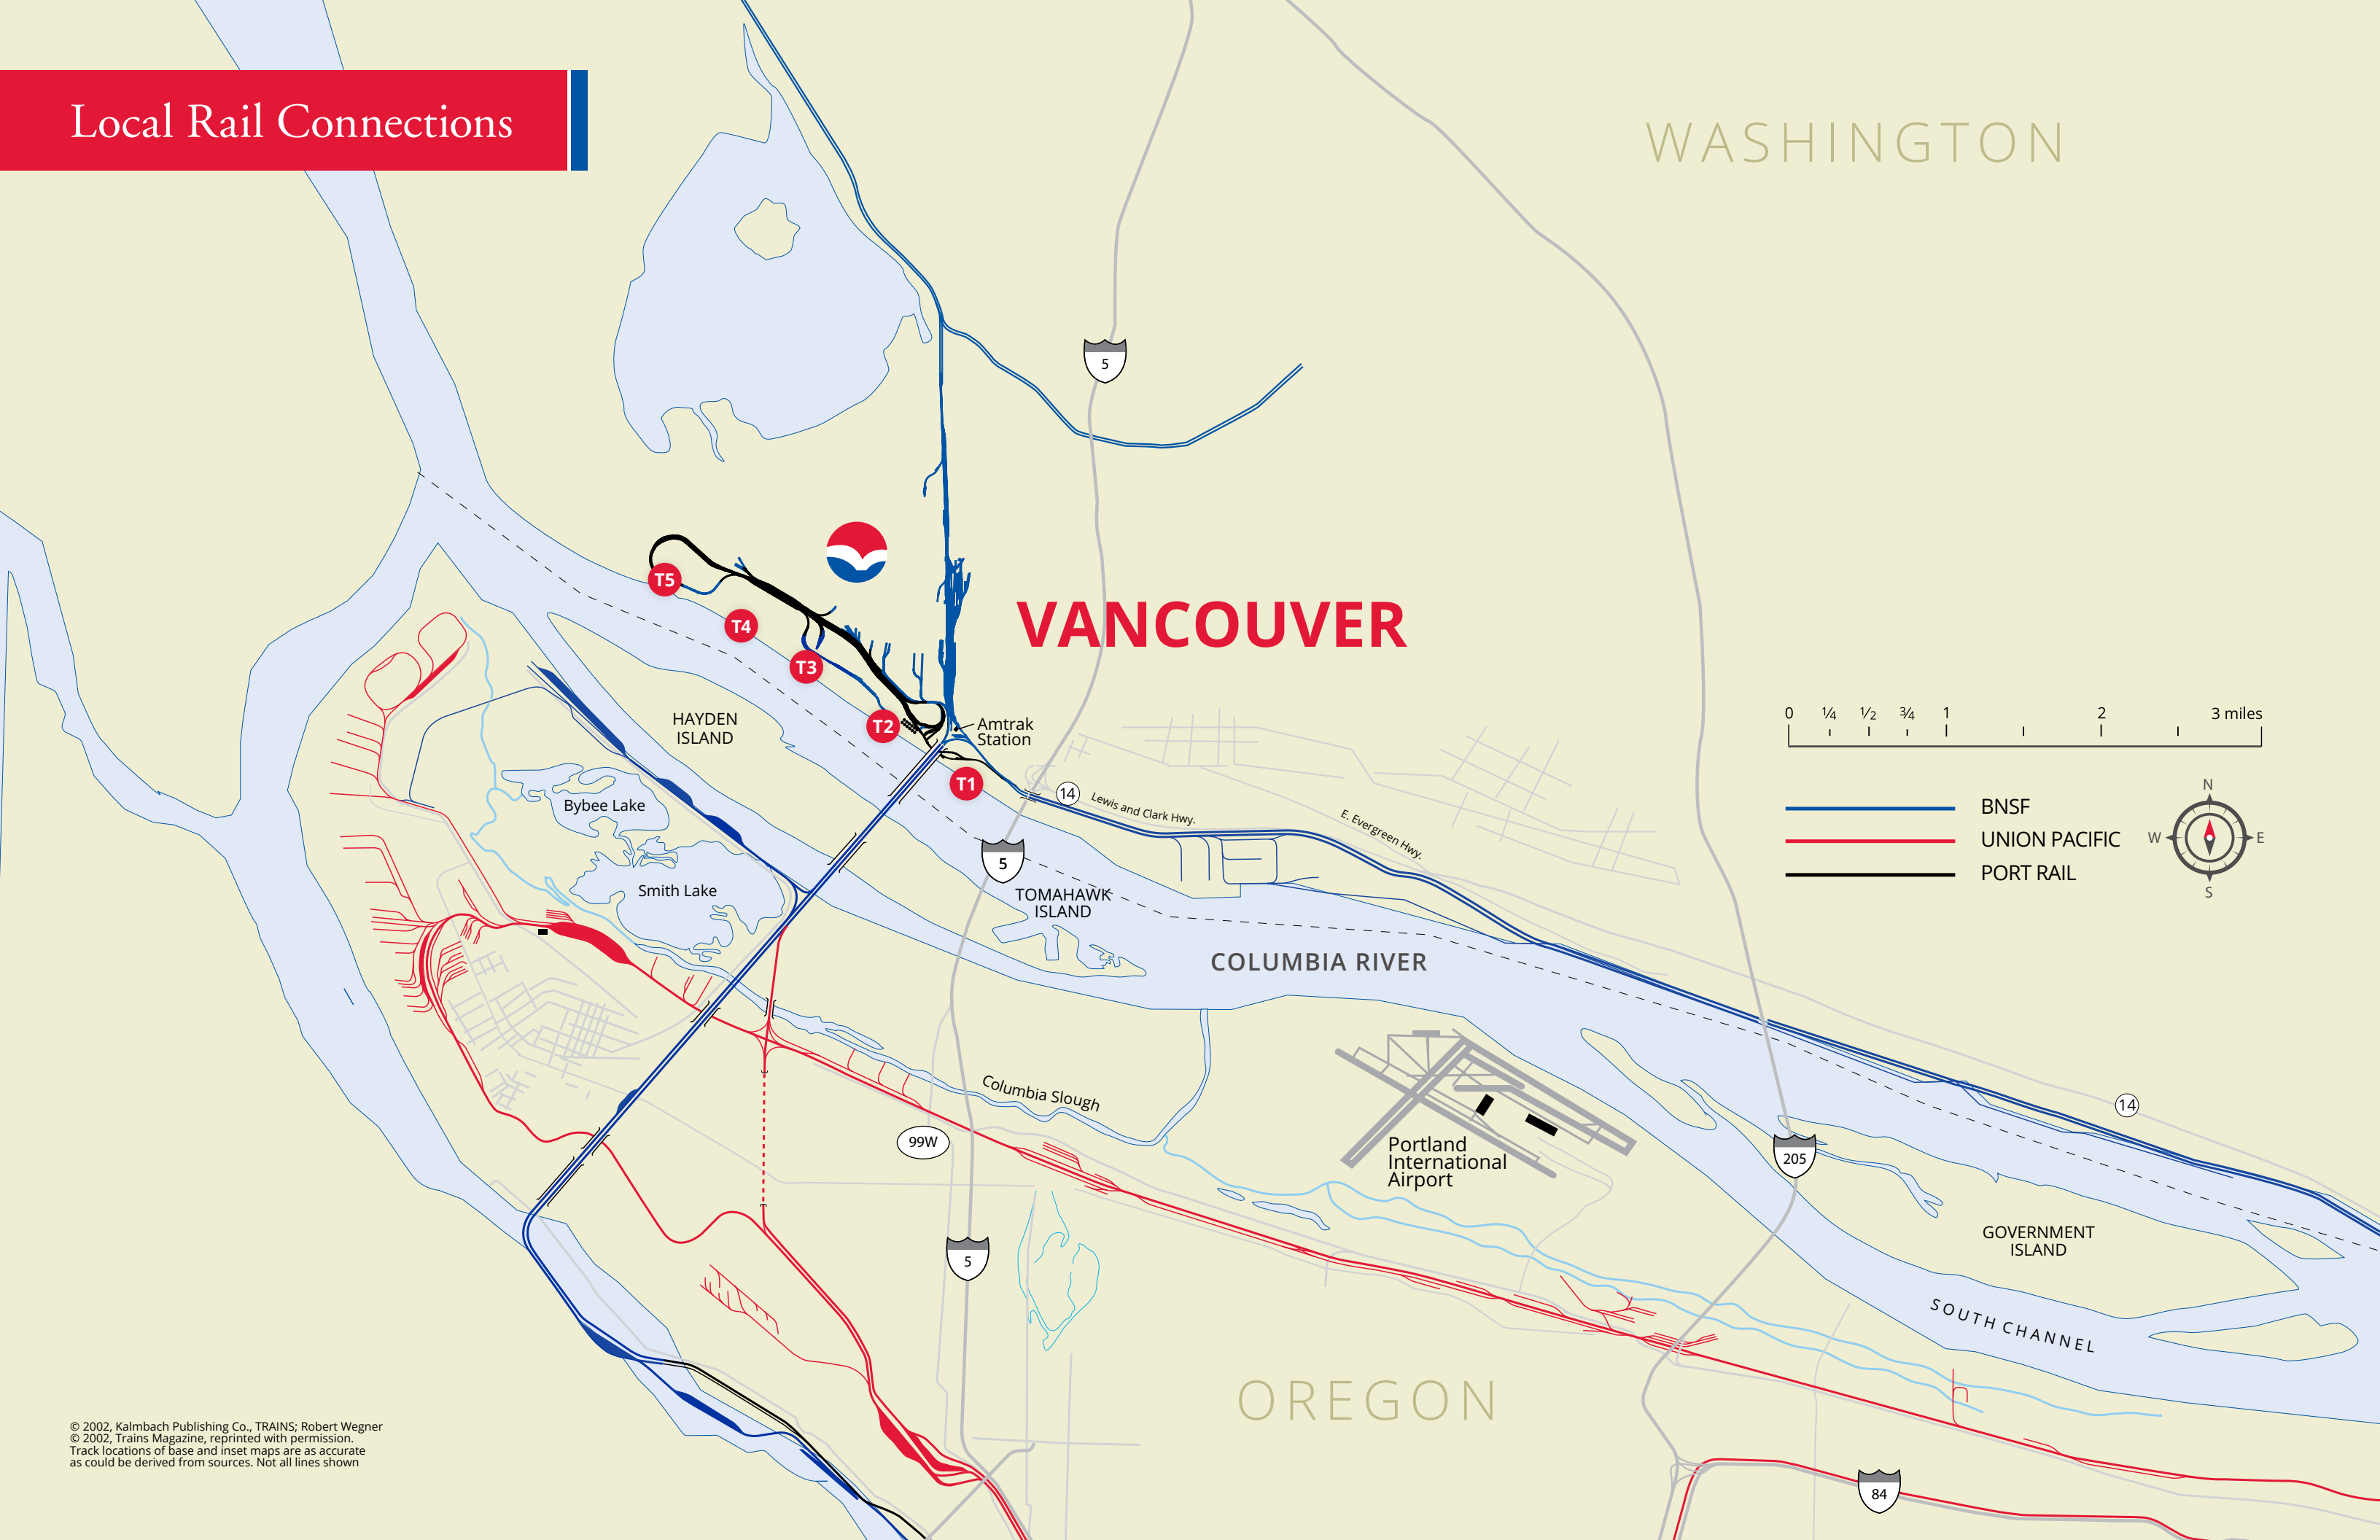 Local Rail Connections
WASHINGTON
5
T5
T4
T3
T2
T1
VANCOUVER
Amtrak
Station
HAYDEN
ISLAND
0 ¼ ½ ¾ 1 2 3 miles
BNSF
UNION PACIFIC
PORT RAIL
N
W
E
S
14
Lewis and Clark Hwy.
E. Evergreen Hwy.
Bybee Lake
Smith Lake
5
TOMAHAWK
ISLAND
COLUMBIA RIVER
Columbia Slough
99W
Portland
International
Airport
14
205
GOVERNMENT
ISLAND
SOUTH CHANNEL
5
OREGON
84
© 2002, Kalmbach Publishing Co., TRAINS; Robert Wegner
© 2002, Trains Magazine, reprinted with permission.
Track locations of base and inset maps are as accurate
as could be derived from sources. Not all lines shown